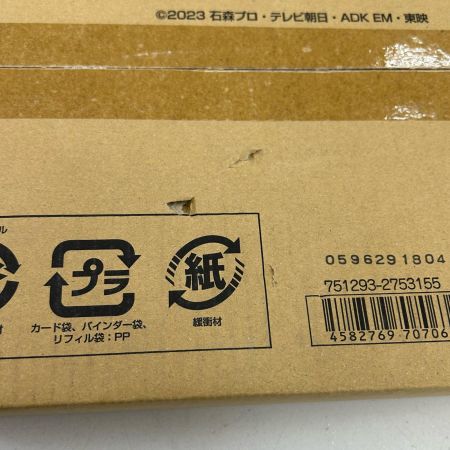 ©2023 石森プロ・テレビ朝日・ADK EM・東映
ル
プラ
紙
材
カード袋、バインダー袋、
リフィル袋：PP
緩衝材
0596291804
751293-2753155
4582769 70706